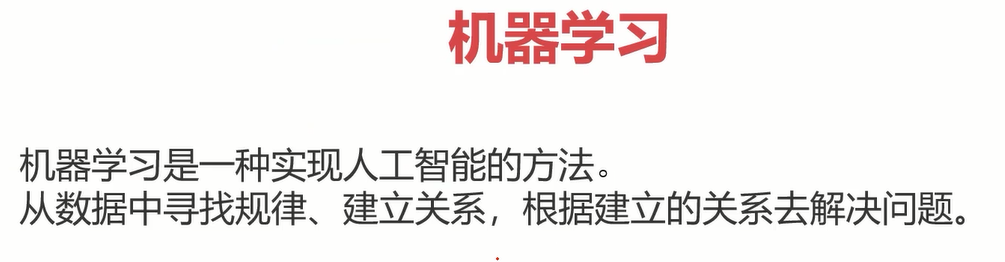 机器学习
机器学习是一种实现人工智能的方法。
从数据中寻找规律、建立关系，根据建立的关系去解决问题。